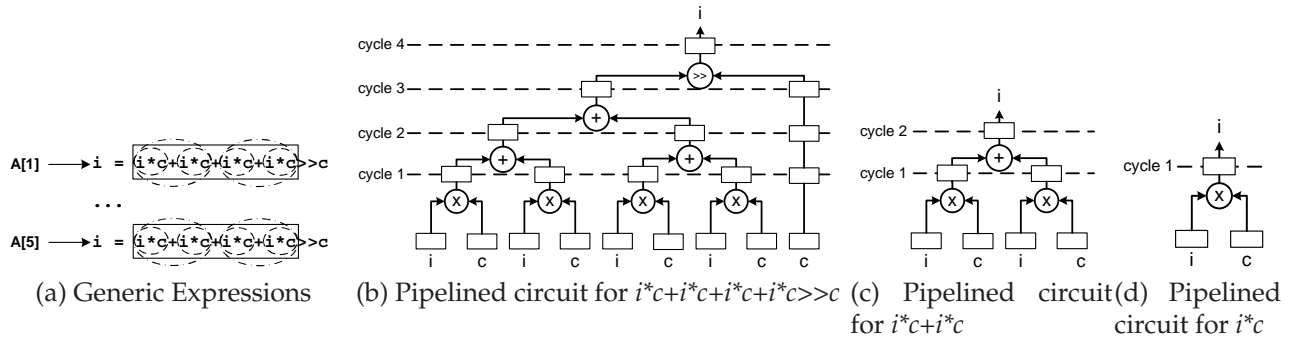 A[1] i = i*c+i*c+i*c+i*c>>c
...
A[5] i = i*c+i*c+i*c+i*c>>c
(a) Generic Expressions
i
cycle 4
>>
cycle 3
+
cycle 2
+ +
cycle 1
x x x x
i c i c i c i c c
(b) Pipelined circuit for i*c+i*c+i*c+i*c>>c
i
cycle 2
+
cycle 1
x x
i c i c
(c) Pipelined circuit
for i*c+i*c
i
cycle 1
x
i c
(d) Pipelined
circuit for i*c